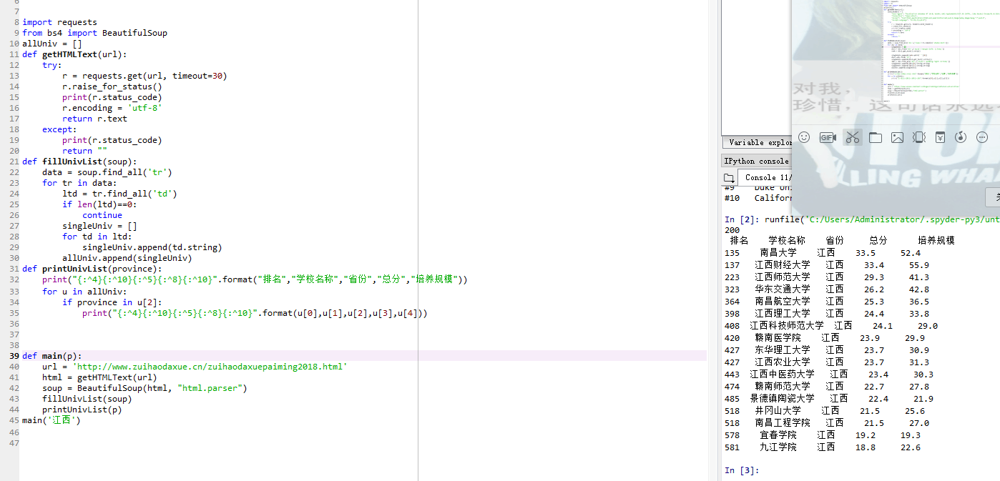 6
7
8 import requests
9 from bs4 import BeautifulSoup
10 allUniv = []
11 def getHTMLText(url):
12     try:
13         r = requests.get(url, timeout=30)
14         r.raise_for_status()
15         print(r.status_code)
16         r.encoding = 'utf-8'
17         return r.text
18     except:
19         print(r.status_code)
20         return ""
21 def fillUnivList(soup):
22     data = soup.find_all('tr')
23     for tr in data:
24         ltd = tr.find_all('td')
25         if len(ltd)==0:
26             continue
27         singleUniv = []
28         for td in ltd:
29             singleUniv.append(td.string)
30         allUniv.append(singleUniv)
31 def printUnivList(province):
32     print("{:^4}{:^10}{:^5}{:^8}{:^10}".format("排名","学校名称","省份","总分","培养规模"))
33     for u in allUniv:
34         if province in u[2]:
35             print("{:^4}{:^10}{:^5}{:^8}{:^10}".format(u[0],u[1],u[2],u[3],u[4]))
36
37
38
39 def main(p):
40     url = 'http://www.zuihaodaxue.cn/zuihaodaxuepaiming2018.html'
41     html = getHTMLText(url)
42     soup = BeautifulSoup(html, "html.parser")
43     fillUnivList(soup)
44     printUnivList(p)
45 main('江西')
46
47
对我，
珍惜，这句话
GIF
LLING WHA
Variable explor
IPython console
Console 11/
#9 Duke Uni
#10 Californ
In [2]: runfile('C:/Users/Administrator/.spyder-py3/unt
200
排名 学校名称 省份 总分 培养规模
135 南昌大学 江西 33.5 52.4
137 江西财经大学 江西 33.4 55.9
223 江西师范大学 江西 29.3 41.3
323 华东交通大学 江西 26.2 42.8
364 南昌航空大学 江西 25.3 36.5
398 江西理工大学 江西 24.4 33.8
408 江西科技师范大学 江西 24.1 29.0
420 赣南医学院 江西 23.9 29.9
427 东华理工大学 江西 23.7 30.9
427 江西农业大学 江西 23.7 31.3
443 江西中医药大学 江西 23.4 30.3
474 赣南师范大学 江西 22.7 27.8
485 景德镇陶瓷大学 江西 22.4 21.9
518 井冈山大学 江西 21.5 25.6
518 南昌工程学院 江西 21.5 27.0
578 宜春学院 江西 19.2 19.3
581 九江学院 江西 18.8 22.6
In [3]: